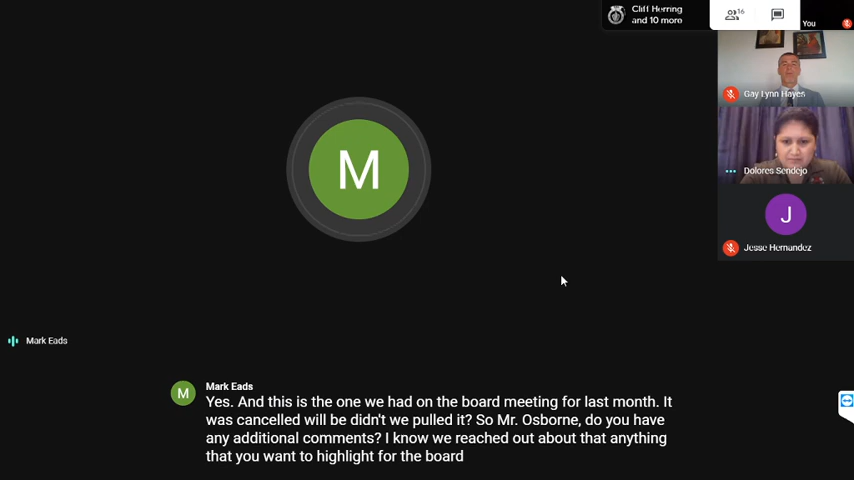 Cliff Herring
and 10 more
16
You
Gay Lynn Hayes
Dolores Sendejo
J
Jesse Hernandez
M
Mark Eads
M
Mark Eads
Yes. And this is the one we had on the board meeting for last month. It
was cancelled will be didn't we pulled it? So Mr. Osborne, do you have
any additional comments? I know we reached out about that anything
that you want to highlight for the board